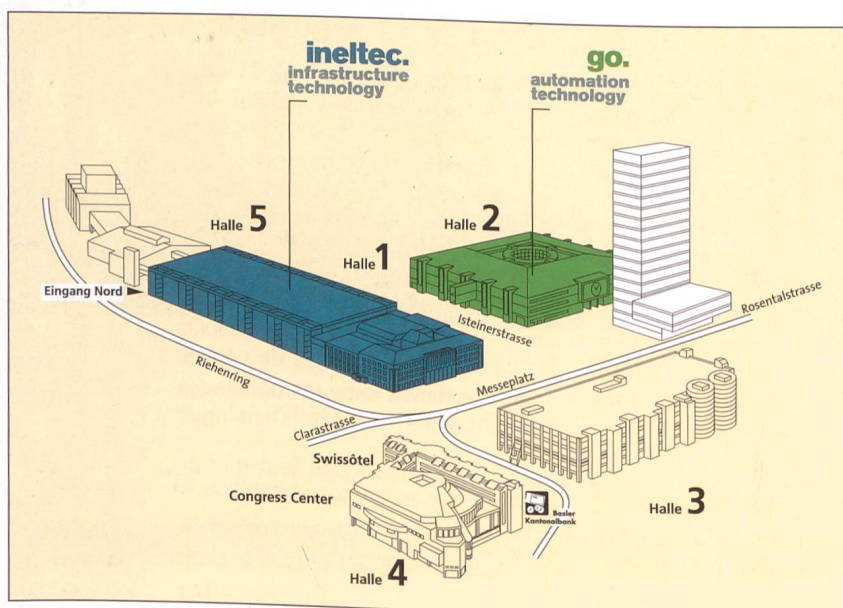 ineltec.
infrastructure
technology
go.
automation
technology
Halle 5
Halle 2
Halle 1
Eingang Nord
Isteinerstrasse
Rosentalstrasse
Riehenring
Messeplatz
Clarastrasse
Swissôtel
Congress Center
Basler
Kantonalbank
Halle 3
Halle 4